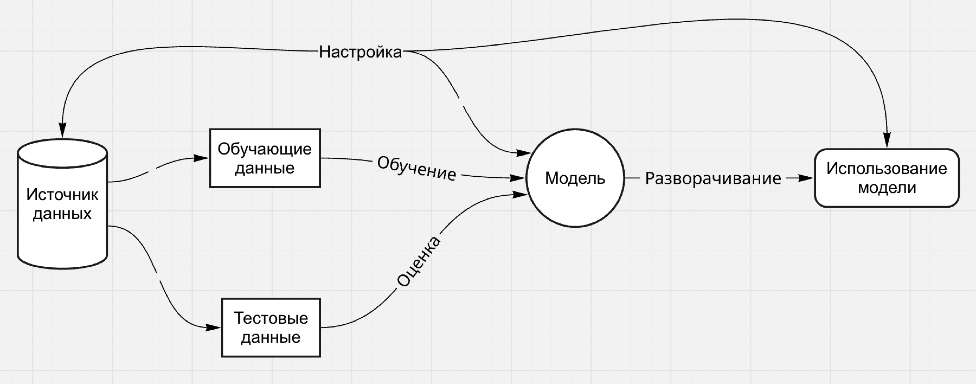 Настройка
Источник
данных
Обучающие
данные
Обучение
Модель
Разворачивание
Использование
модели
Оценка
Тестовые
данные